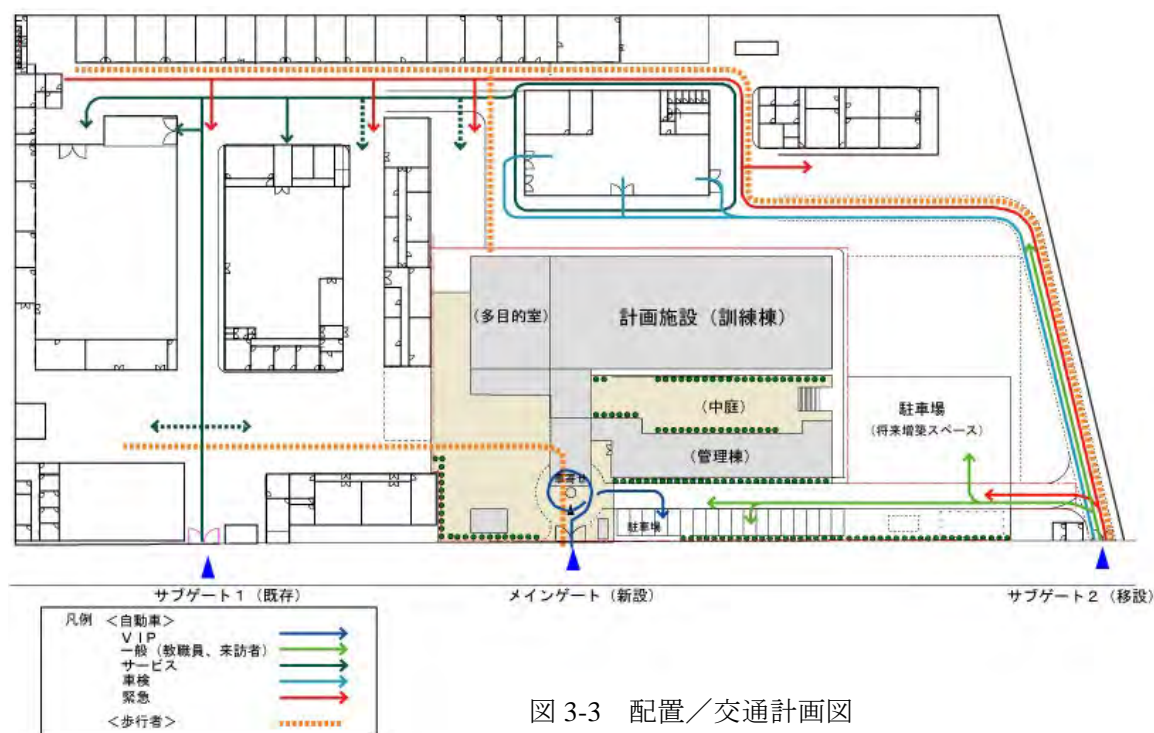 (多目的室)
計画施設（訓練棟）
(中庭)
(管理棟)
駐車場
(将来増築スペース)
車寄せ
駐車場
サブゲート１（既存）
メインゲート（新設）
サブゲート２（移設）
凡例 ＜自動車＞
ＶＩＰ
一般（教職員、来訪者）
サービス
車検
緊急
＜歩行者＞
図 3-3 配置／交通計画図